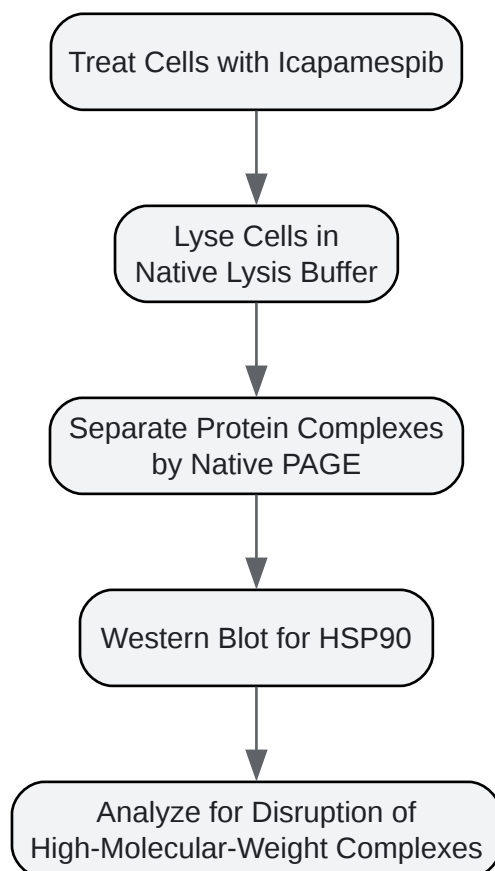 Treat Cells with Icapamespib
Lyse Cells in
Native Lysis Buffer
Separate Protein Complexes
by Native PAGE
Western Blot for HSP90
Analyze for Disruption of
High-Molecular-Weight Complexes